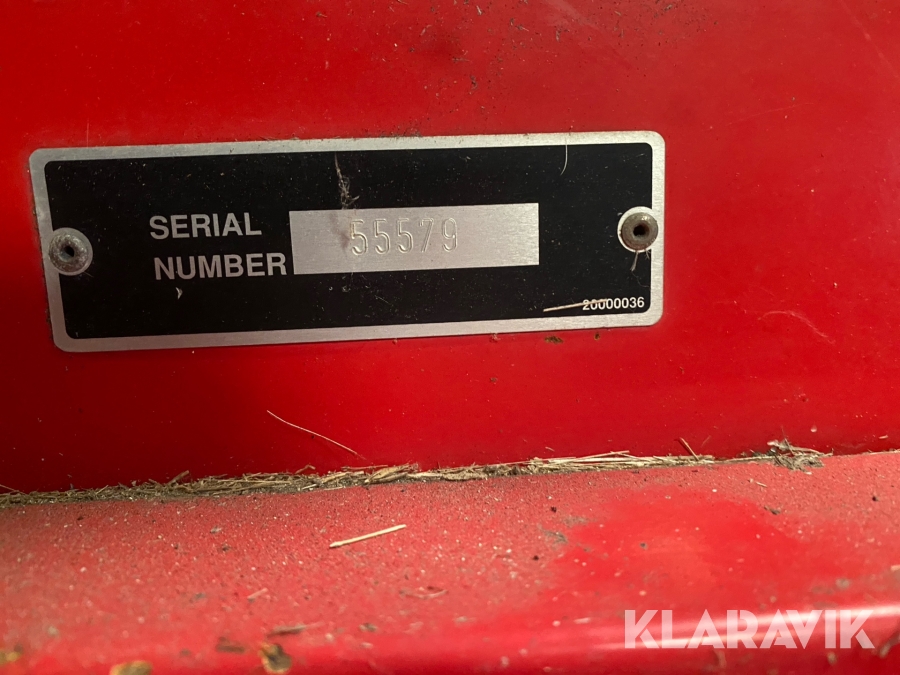 SERIAL
NUMBER
55579
20000036
KLARAVIK